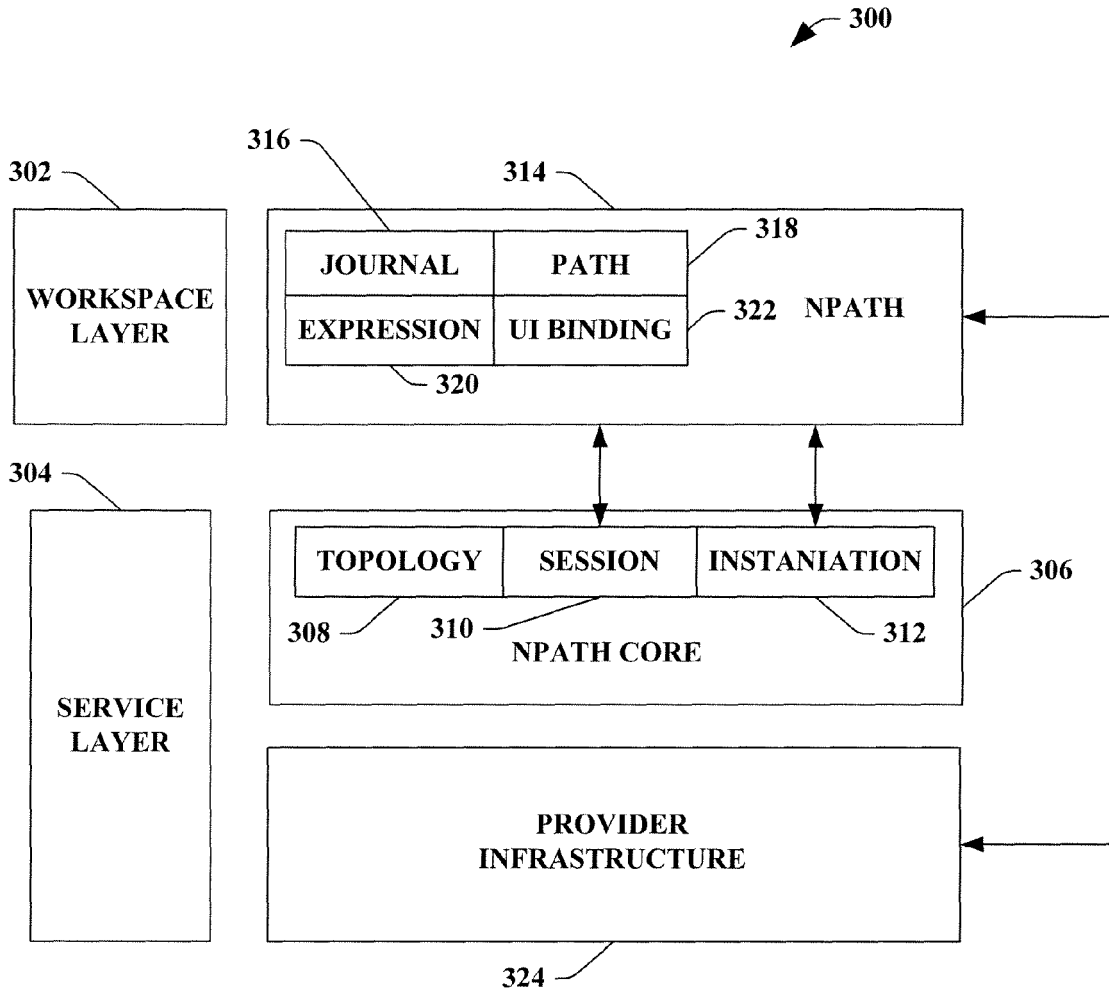 300
316
302
314
318
JOURNAL
PATH
WORKSPACE
LAYER
NPATH
EXPRESSION
UI BINDING
322
320
304
TOPOLOGY
SESSION
INSTANIATION
306
308
310
312
NPATH CORE
SERVICE
LAYER
PROVIDER
INFRASTRUCTURE
324